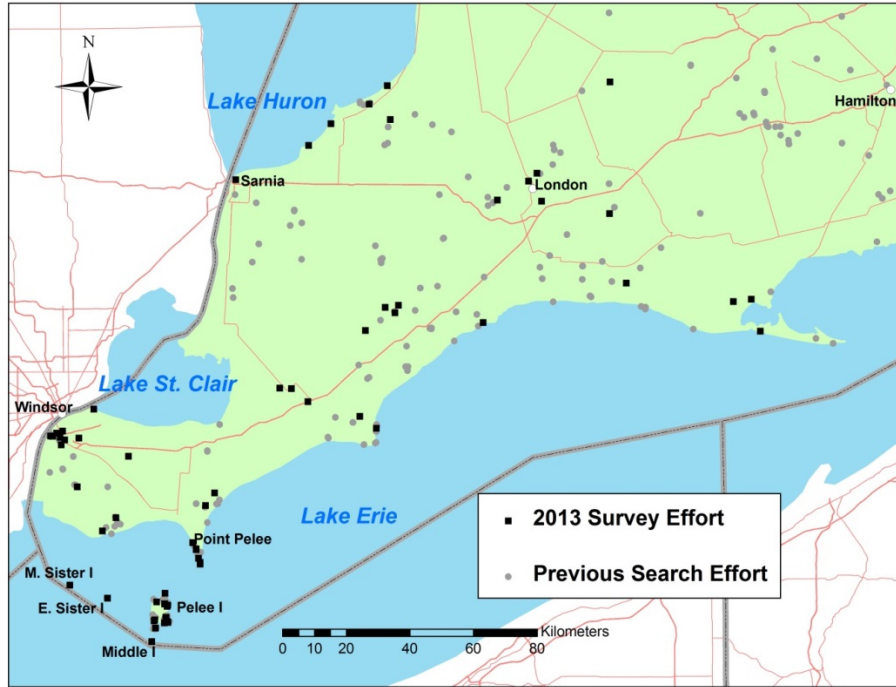 N
Lake Huron
Hamilton
Sarnia
London
Lake St. Clair
Windsor
Lake Erie
2013 Survey Effort
Point Pelee
Previous Search Effort
M. Sister I
E. Sister I
Pelee I
Middle I
Kilometers
0 10 20 40 60 80